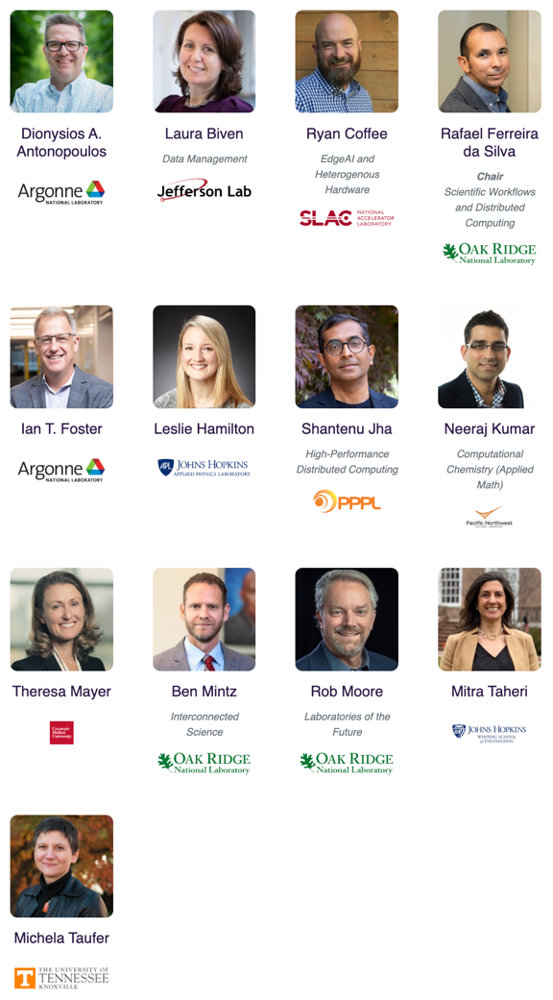 Dionysios A.
Antonopoulos
Argonne
NATIONAL LABORATORY
Laura Biven
Data Management
Jefferson Lab
Ryan Coffee
EdgeAI and
Heterogenous
Hardware
SLAC NATIONAL
ACCELERATOR
LABORATORY
Rafael Ferreira
da Silva
Chair
Scientific Workflows
and Distributed
Computing
OAK RIDGE
National Laboratory
Ian T. Foster
Argonne
NATIONAL LABORATORY
Leslie Hamilton
APL JOHNS HOPKINS
APPLIED PHYSICS LABORATORY
Shantenu Jha
High-Performance
Distributed Computing
PPPL
Neeraj Kumar
Computational
Chemistry (Applied
Math)
Pacific Northwest
NATIONAL LABORATORY
Theresa Mayer
Carnegie
Mellon
University
Ben Mintz
Interconnected
Science
OAK RIDGE
National Laboratory
Rob Moore
Laboratories of the
Future
OAK RIDGE
National Laboratory
Mitra Taheri
JOHNS HOPKINS
WHITING SCHOOL
of ENGINEERING
Michela Taufer
T THE UNIVERSITY OF
TENNESSEE
KNOXVILLE